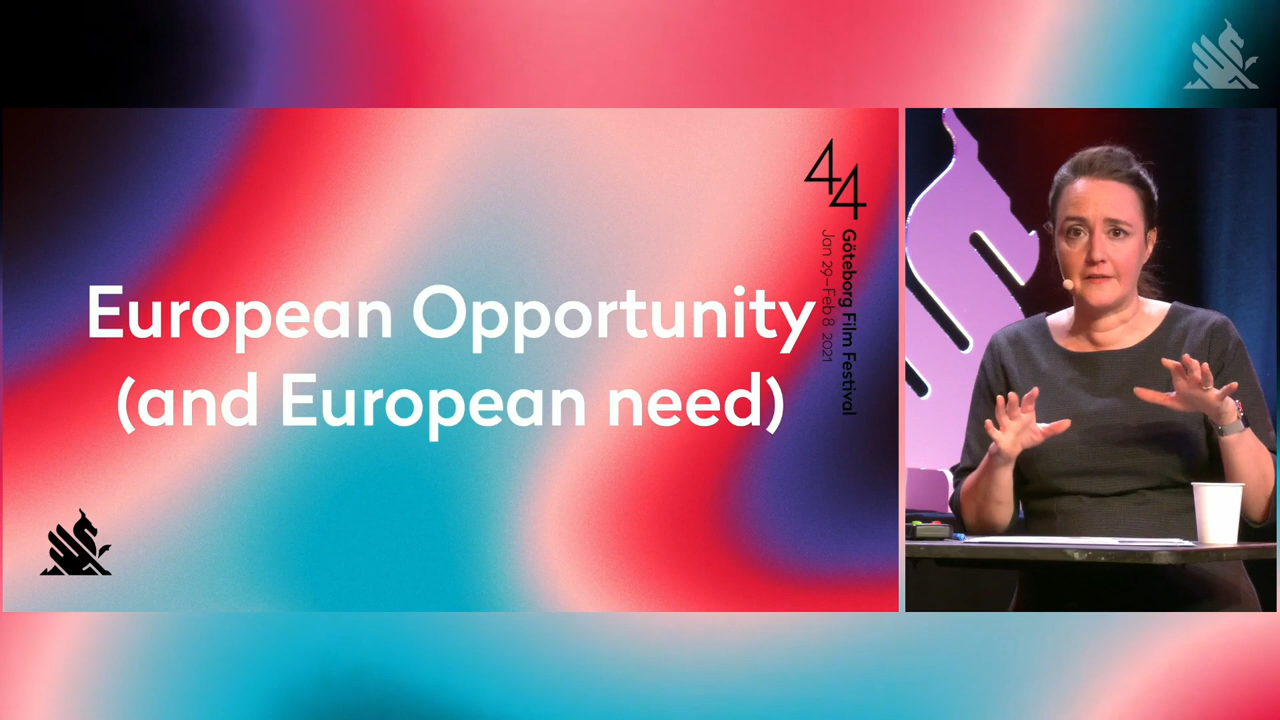 European Opportunity
(and European need)
44
Göteborg Film Festival
Jan 29–Feb 8 2021